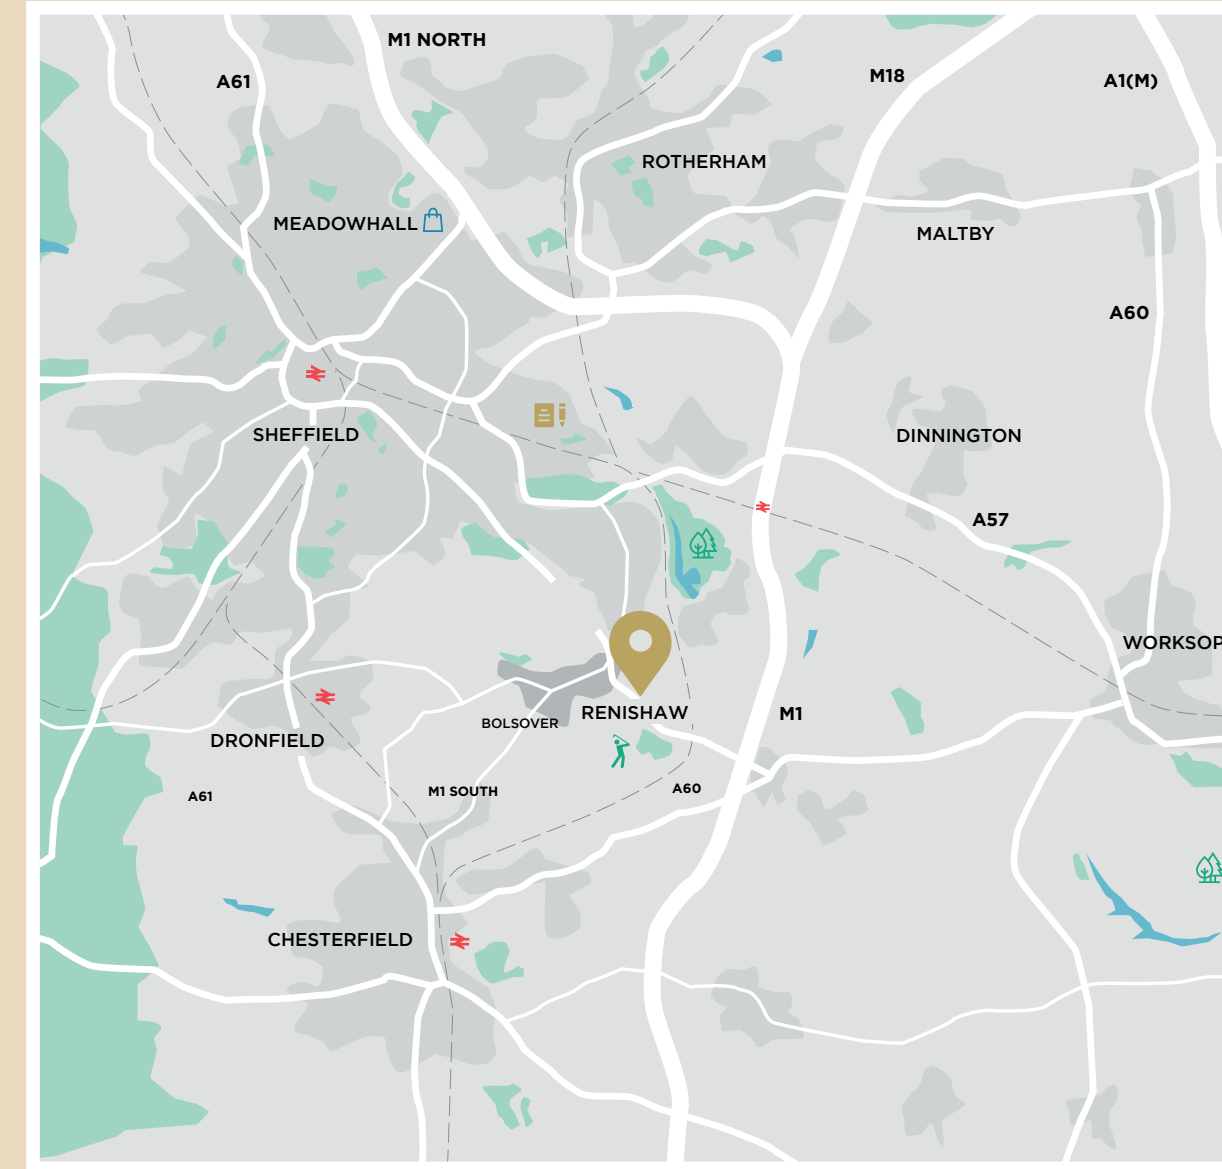 M1 NORTH
M18
A61
A1(M)
ROTHERHAM
MEADOWHALL
MALTBY
A60
SHEFFIELD
DINNINGTON
A57
WORKSOP
RENISHAW
M1
BOLSOVER
DRONFIELD
A60
M1 SOUTH
A61
CHESTERFIELD